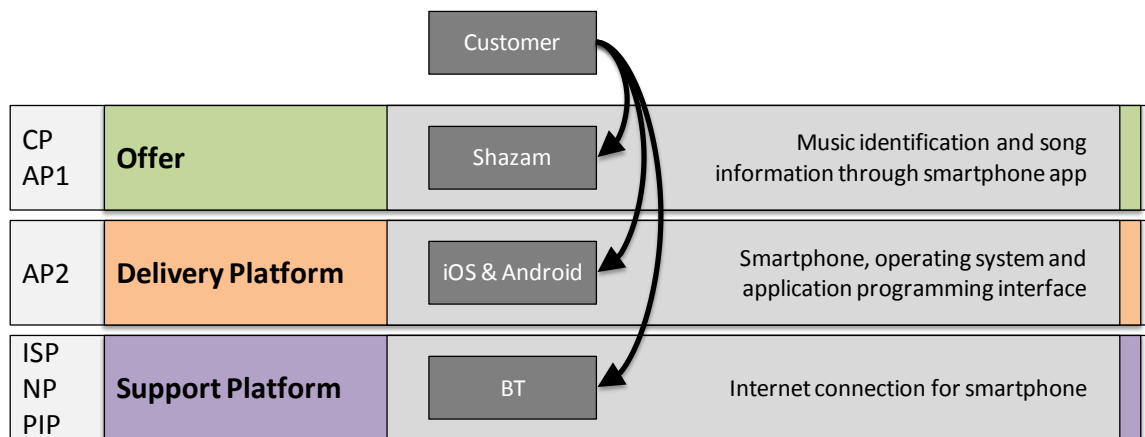 Customer
CP
AP1
Offer
Shazam
Music identification and song
information through smartphone app
AP2
Delivery Platform
iOS & Android
Smartphone, operating system and
application programming interface
ISP
NP
PIP
Support Platform
BT
Internet connection for smartphone